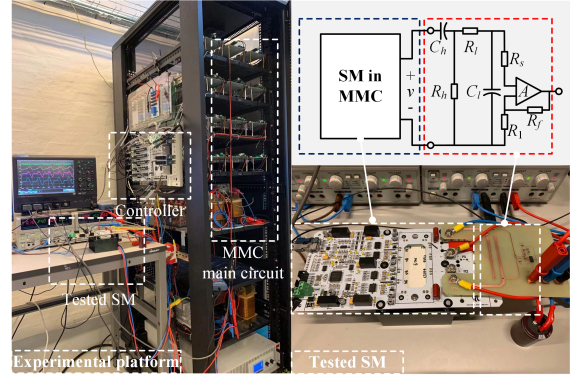 Controller
MMC
main circuit
Tested SM
Experimental platform
SM in
MMC
+
v
-
C_h
R_l
R_h
C_l
R_s
A
R_f
R_1
Tested SM